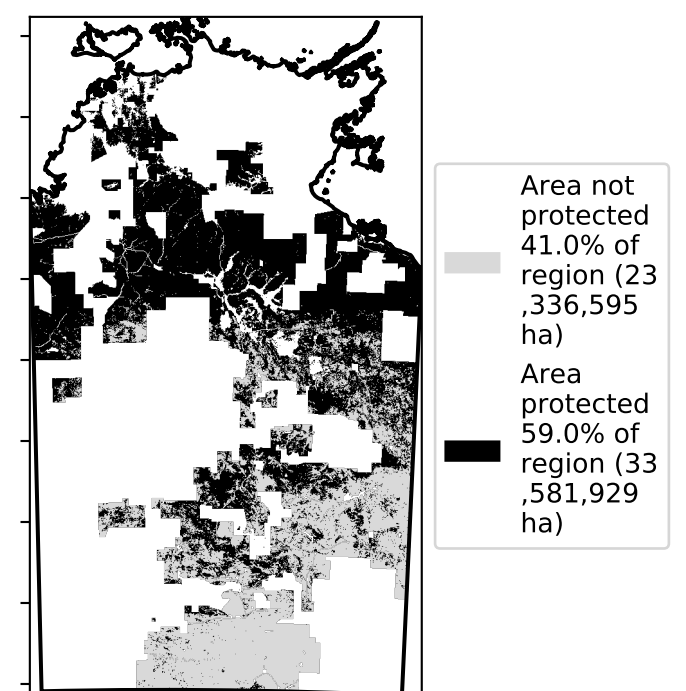 Area not
protected
41.0% of
region (23
,336,595
ha)
Area
protected
59.0% of
region (33
,581,929
ha)